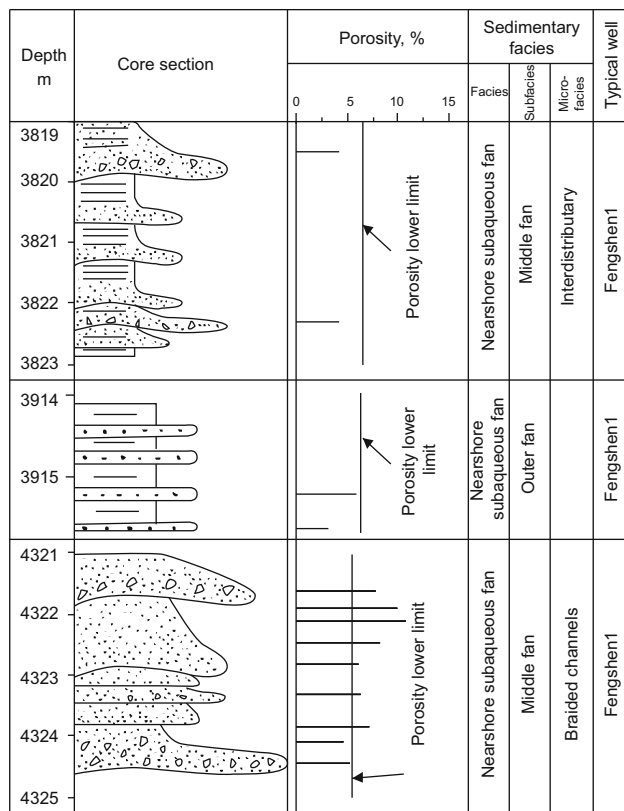 Depth
m
Core section
Porosity, %
0 5 10 15
Sedimentary
facies
Facies
Subfacies
Micro-
facies
Typical well
3819
3820
3821
3822
3823
Porosity lower limit
Nearshore subaqueous fan
Middle fan
Interdistributary
Fengshen1
3914
3915
Porosity lower
limit
Nearshore
subaqueous fan
Outer fan
Fengshen1
4321
4322
4323
4324
4325
Porosity lower limit
Nearshore subaqueous fan
Middle fan
Braided channels
Fengshen1